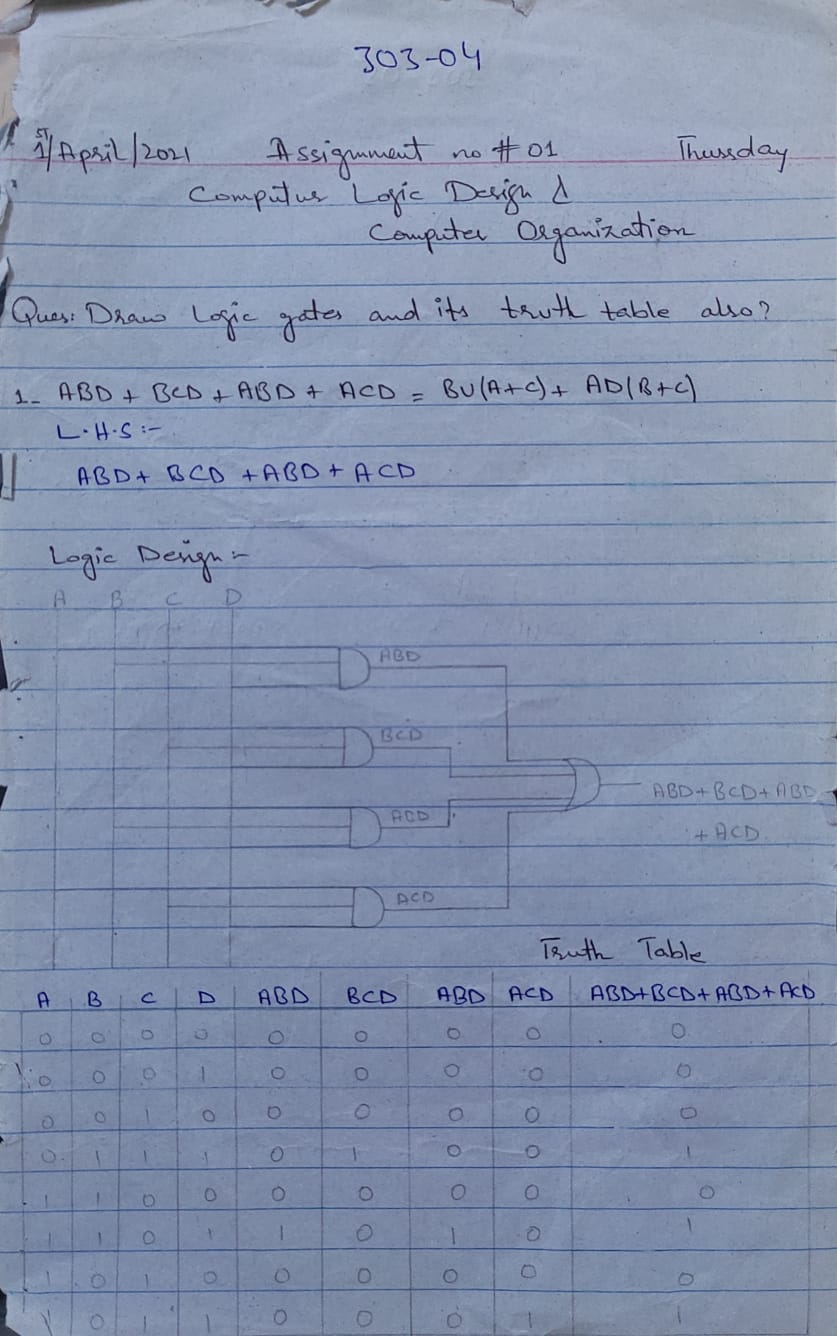 303-04
1ST/April/2021 Assignment no # 01 Thursday
Computer Logic Design &
Computer Organization
Ques: Draw Logic gates and its truth table also?
1- ABD + BCD + ABD + ACD = BU(A+C) + AD(B+C)
L.H.S :-
ABD + BCD + ABD + ACD
Logic Design :-
A B C D
ABD
BCD
ACD
ACD
ABD+BCD+ABD
+ACD
Truth Table
A B C D ABD BCD ABD ACD ABD+BCD+ABD+ACD
0 0 0 0 0 0 0 0 0
0 0 0 1 0 0 0 0 0
0 0 1 0 0 0 0 0 0
0 1 1 1 0 1 0 0 1
1 1 0 0 0 0 0 0 0
1 1 0 1 1 0 1 0 1
1 0 1 0 0 0 0 0 0
1 0 1 1 0 0 0 1 1